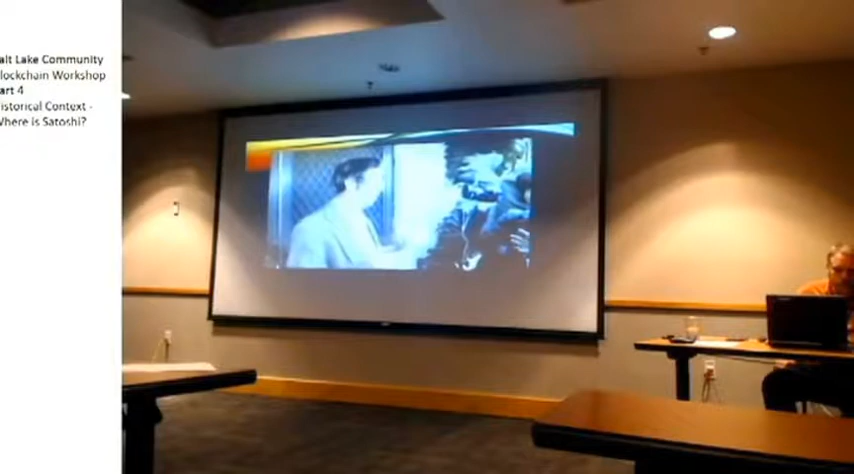 alt Lake Community
lockchain Workshop
art 4
istorical Context -
Where is Satoshi?